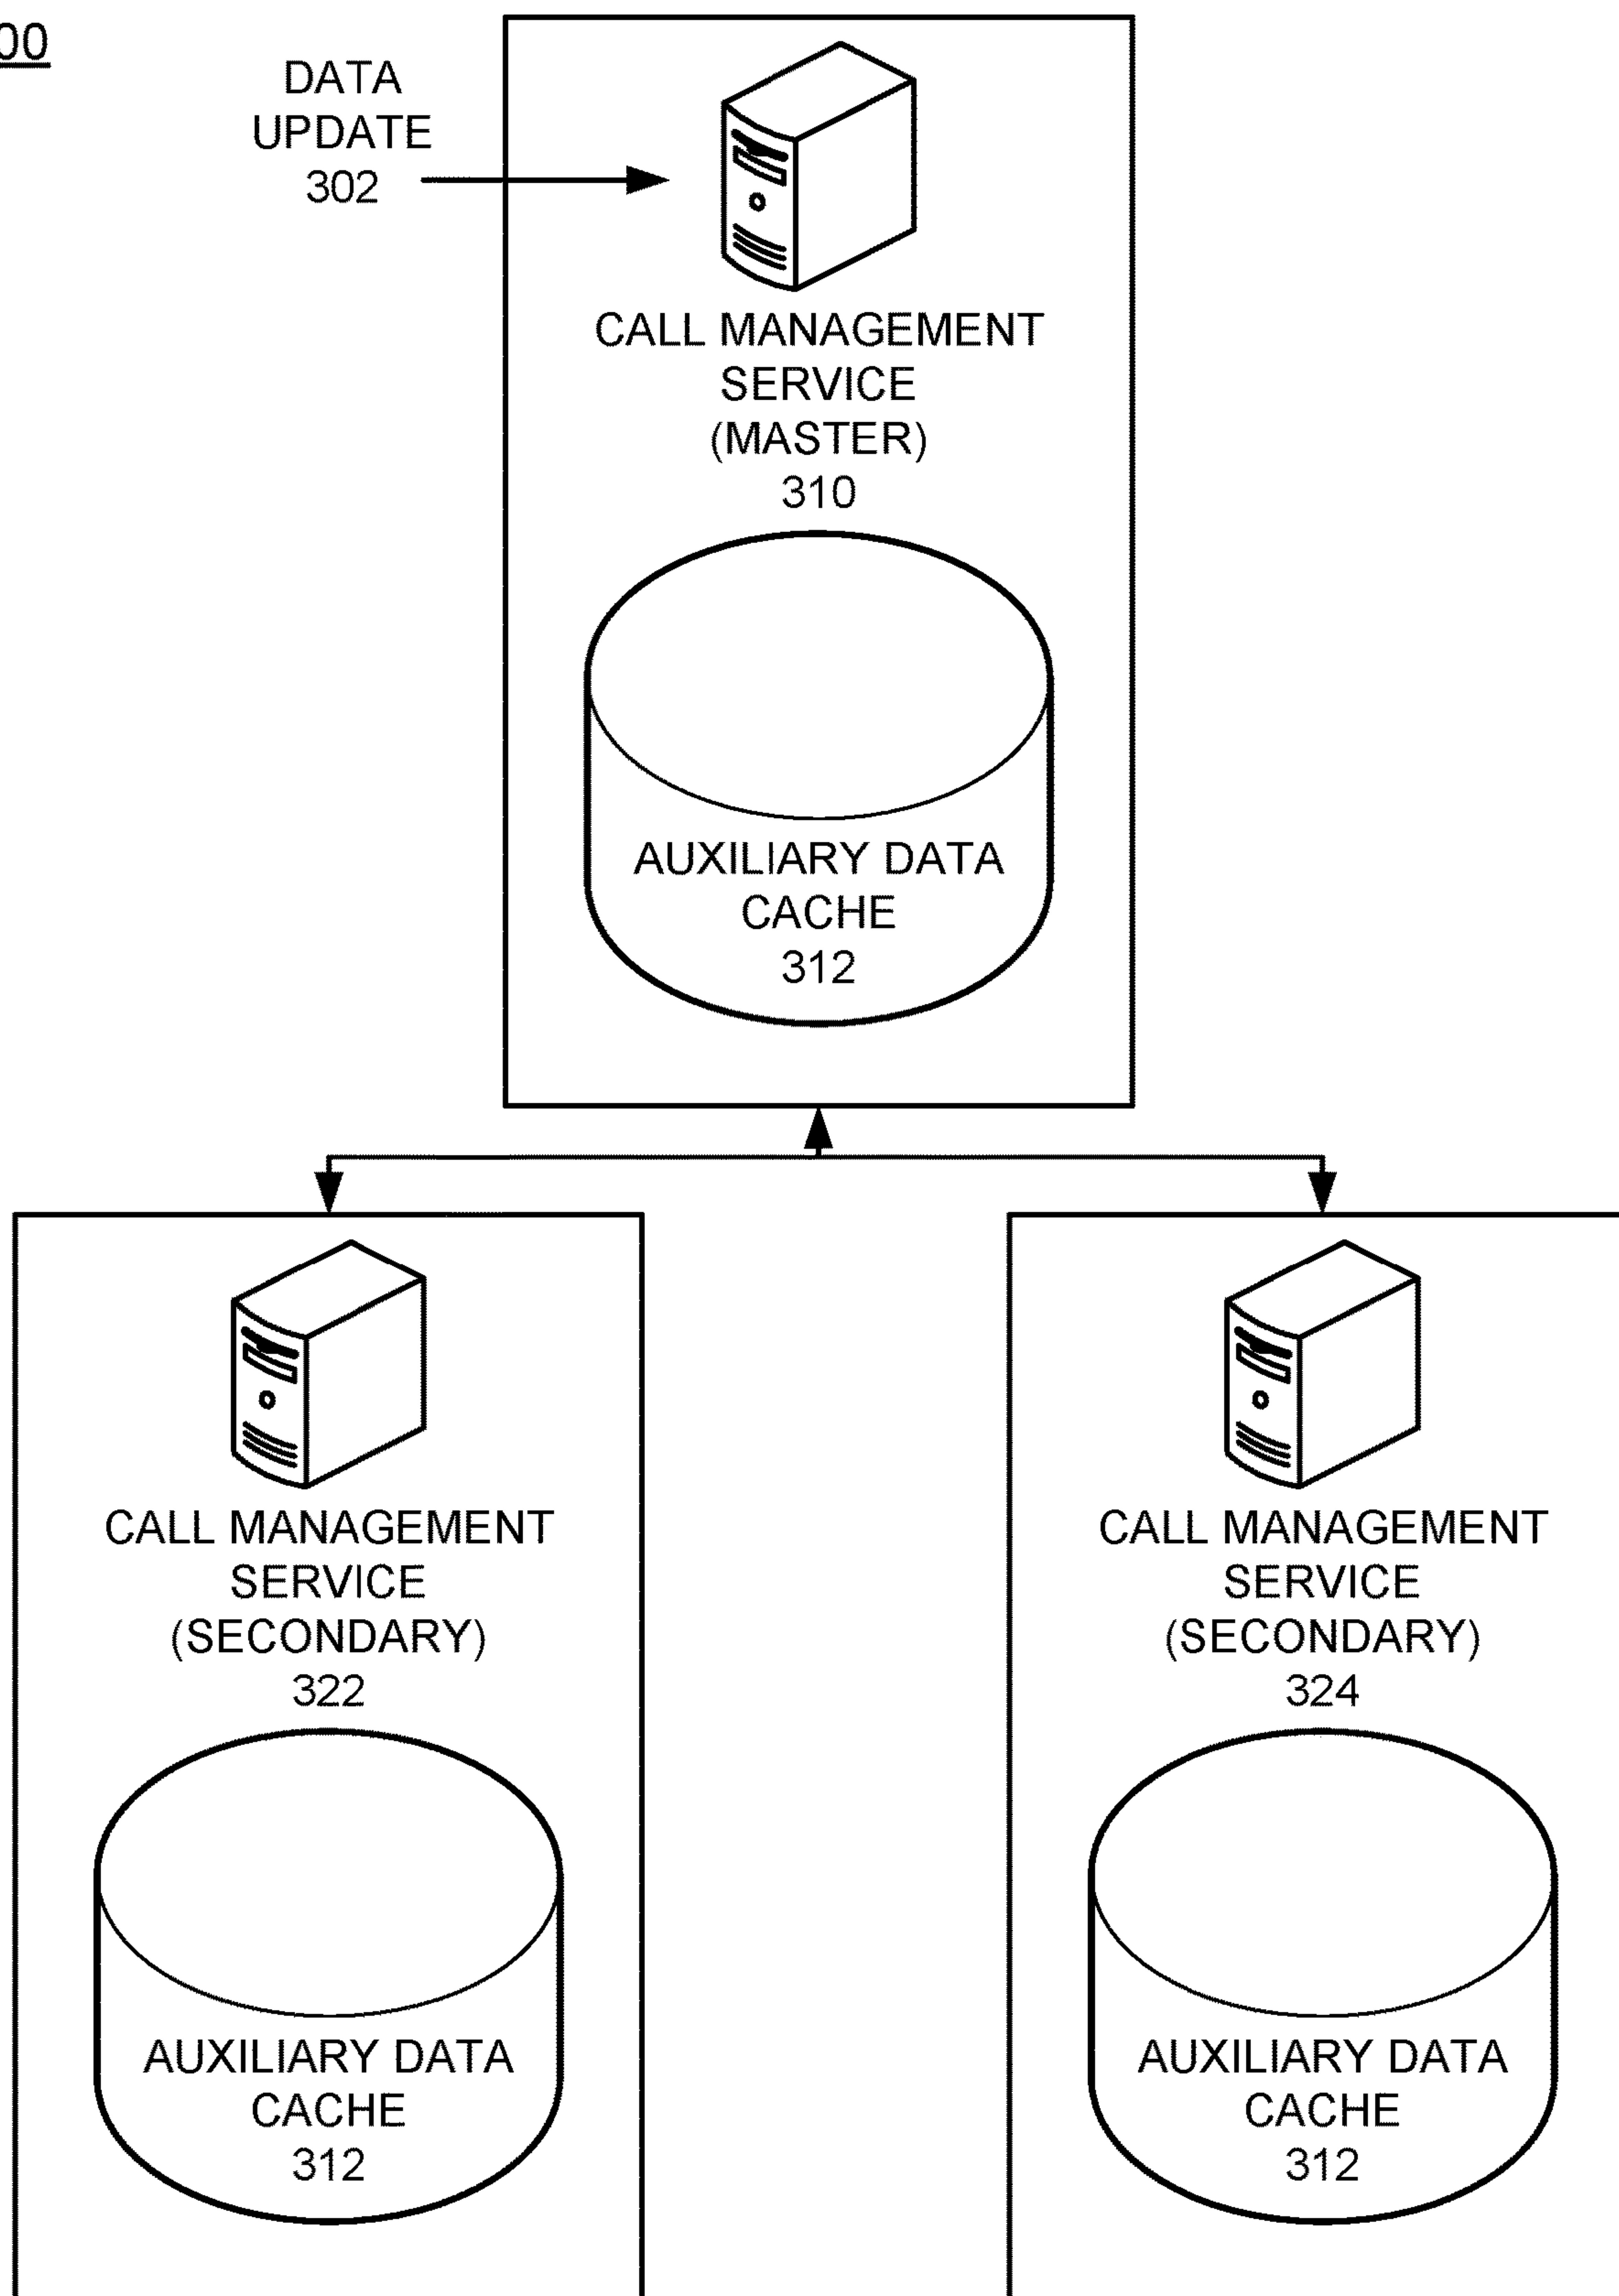 00
DATA
UPDATE
302
CALL MANAGEMENT
SERVICE
(MASTER)
310
AUXILIARY DATA
CACHE
312
CALL MANAGEMENT
SERVICE
(SECONDARY)
322
AUXILIARY DATA
CACHE
312
CALL MANAGEMENT
SERVICE
(SECONDARY)
324
AUXILIARY DATA
CACHE
312